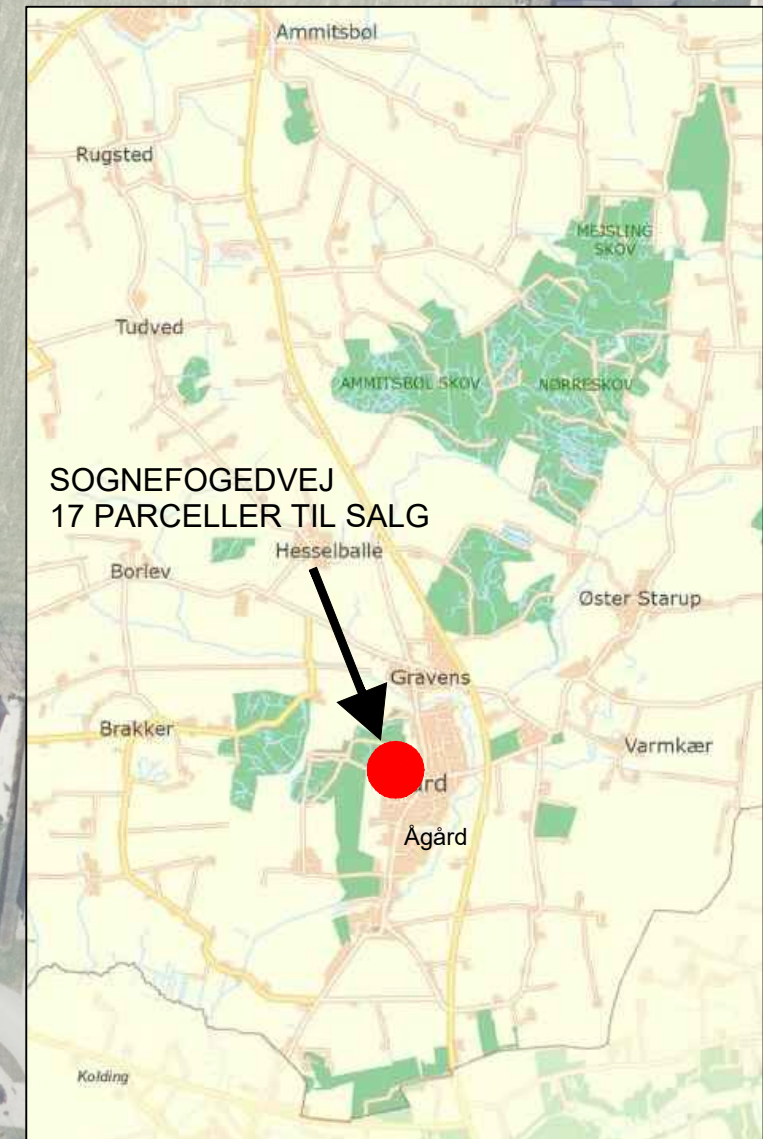 Ammitsbøl
Rugsted
MEJSLING
SKOV
Tudved
AMMITSBØL SKOV
NØRRESKOV
SOGNEFOGEDVEJ
17 PARCELLER TIL SALG
Hesselballe
Borlev
Øster Starup
Gravens
Brakker
Varmkær
ård
Ågård
Kolding